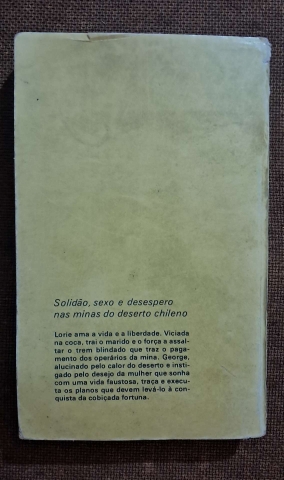 Solidão, sexo e desespero
nas minas do deserto chileno
Lorie ama a vida e a liberdade. Viciada
na coca, trai o marido e o força a assal-
tar o trem blindado que traz o paga-
mento dos operários da mina. George,
alucinado pelo calor do deserto e insti-
gado pelo desejo da mulher que sonha
com uma vida faustosa, traça e execu-
ta os planos que devem levá-lo à con-
quista da cobiçada fortuna.